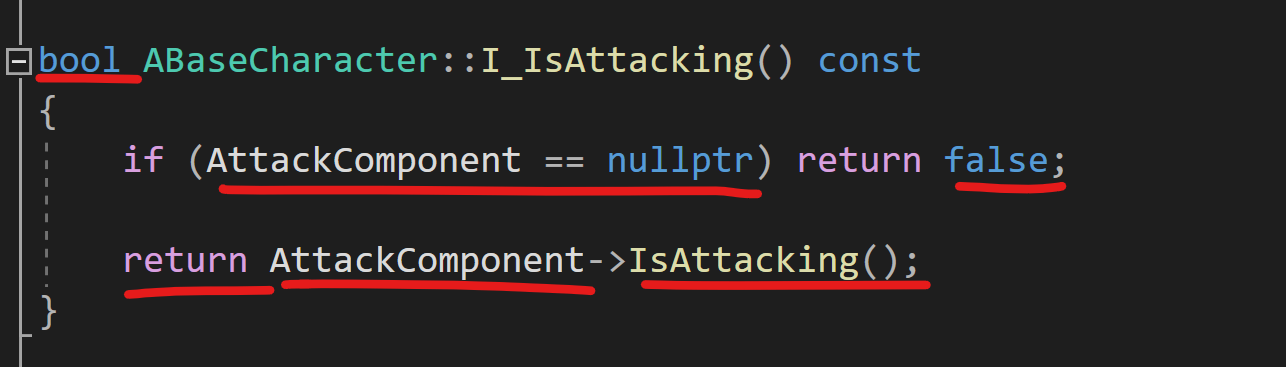 bool ABaseCharacter::I_IsAttacking() const
{
if (AttackComponent == nullptr) return false;
return AttackComponent->IsAttacking();
}